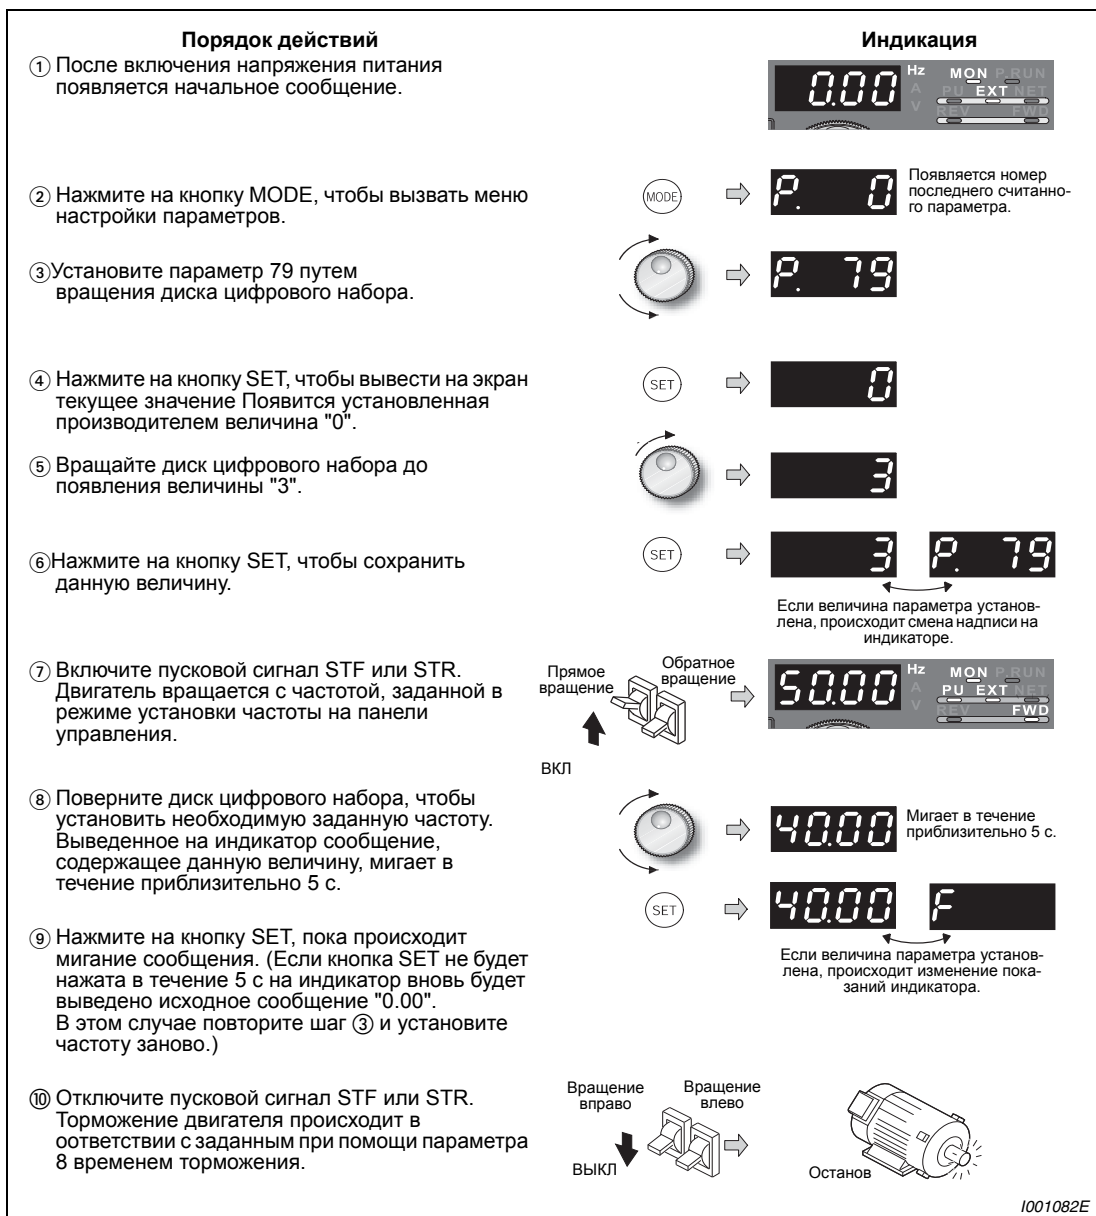 Порядок действий
Индикация
① После включения напряжения питания
появляется начальное сообщение.
0.00 Hz MON P.RUN
A PU EXT NET
V REV FWD
② Нажмите на кнопку MODE, чтобы вызвать меню
настройки параметров.
MODE
P. 0
Появляется номер
последнего считанно-
го параметра.
③Установите параметр 79 путем
вращения диска цифрового набора.
P. 79
④ Нажмите на кнопку SET, чтобы вывести на экран
текущее значение Появится установленная
производителем величина "0".
SET
0
⑤ Вращайте диск цифрового набора до
появления величины "3".
3
⑥Нажмите на кнопку SET, чтобы сохранить
данную величину.
SET
3 P. 79
Если величина параметра установ-
лена, происходит смена надписи на
индикаторе.
⑦ Включите пусковой сигнал STF или STR.
Двигатель вращается с частотой, заданной в
режиме установки частоты на панели
управления.
Прямое
вращение
Обратное
вращение
ВКЛ
50.00 Hz MON P.RUN
A PU EXT NET
V REV FWD
⑧ Поверните диск цифрового набора, чтобы
установить необходимую заданную частоту.
Выведенное на индикатор сообщение,
содержащее данную величину, мигает в
течение приблизительно 5 с.
40.00
Мигает в течение
приблизительно 5 с.
SET
40.00 F
Если величина параметра установ-
лена, происходит изменение пока-
заний индикатора.
⑨ Нажмите на кнопку SET, пока происходит
мигание сообщения. (Если кнопка SET не будет
нажата в течение 5 с на индикатор вновь будет
выведено исходное сообщение "0.00".
В этом случае повторите шаг ③ и установите
частоту заново.)
⑩ Отключите пусковой сигнал STF или STR.
Торможение двигателя происходит в
оответствии с заданным при помощи параметра
8 временем торможения.
Вращение
вправо
Вращение
влево
ВЫКЛ
Останов
I001082E